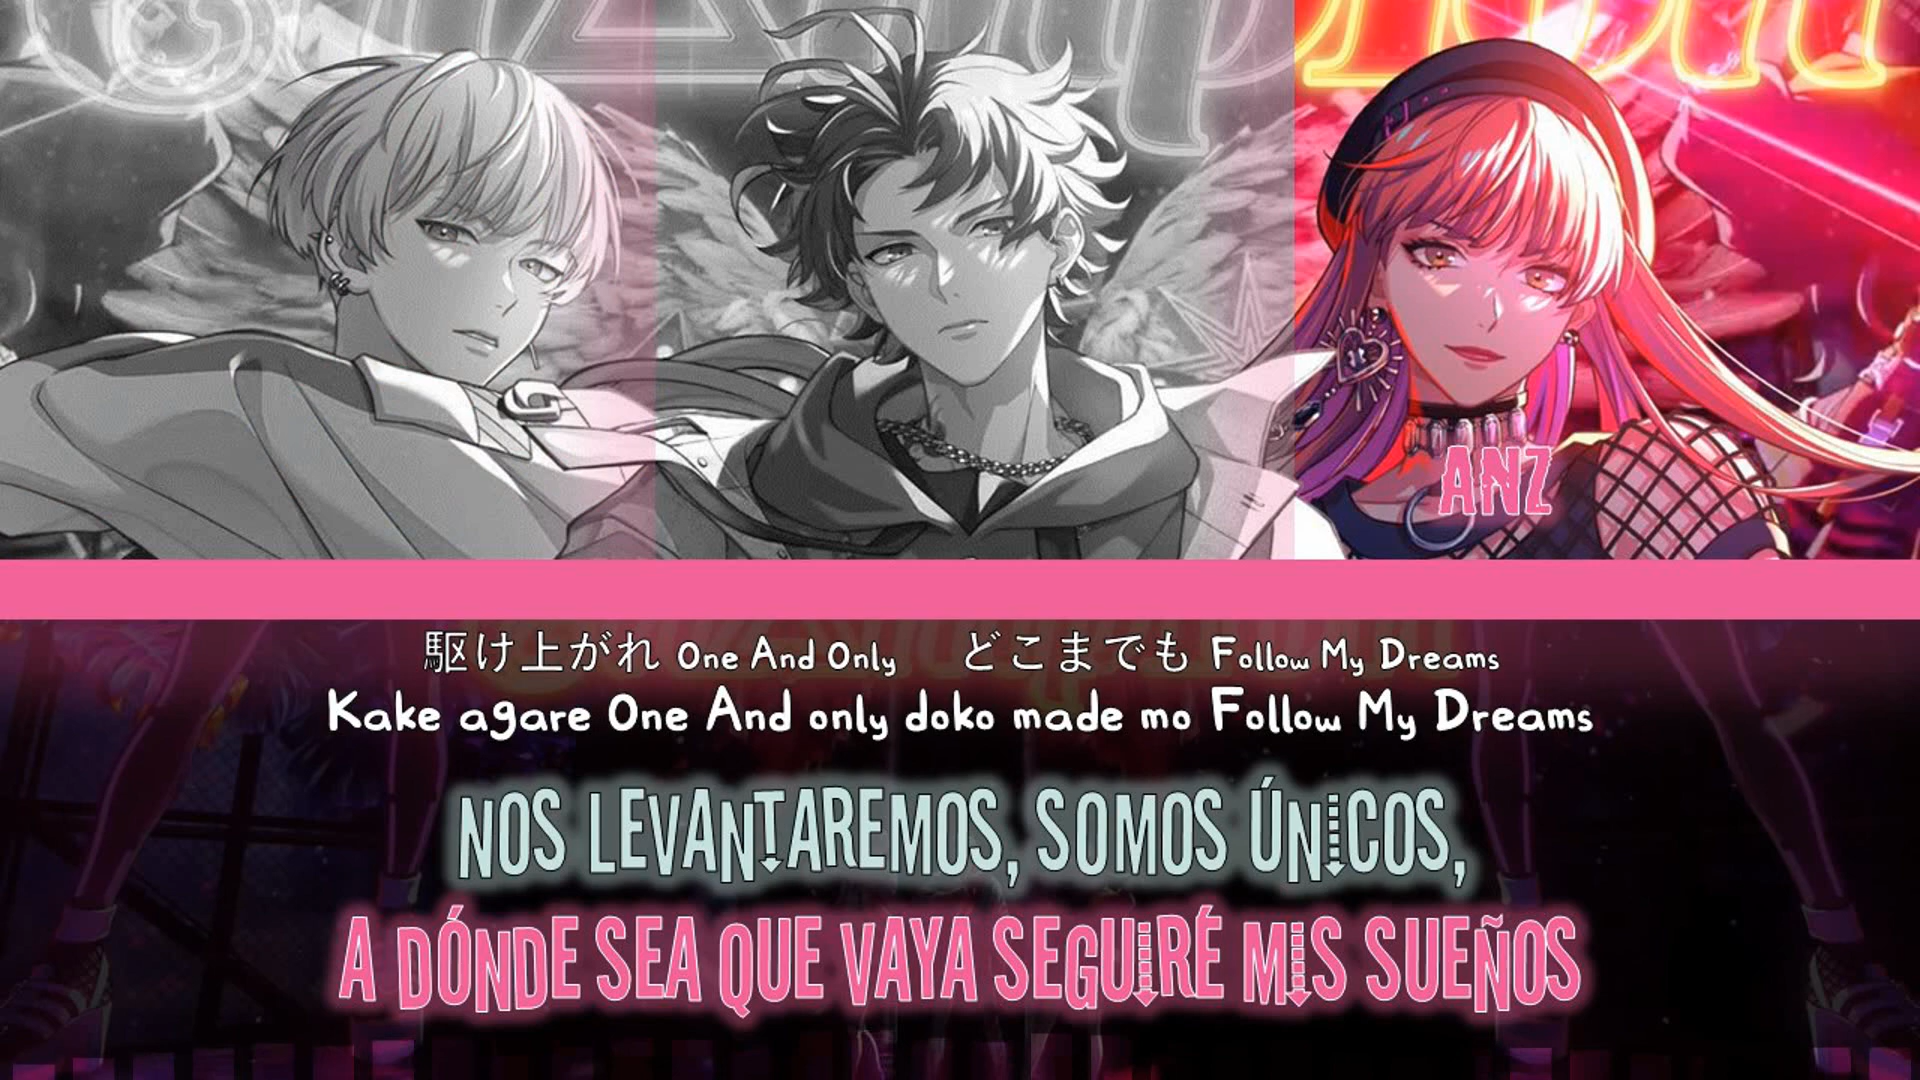 ANZ
駆け上がれ One And Only どこまでも Follow My Dreams
Kake agare One And only doko made mo Follow My Dreams
NOS LEVANTAREMOS, SOMOS ÚNICOS,
A DÓNDE SEA QUE VAYA SEGUIRÉ MIS SUEÑOS